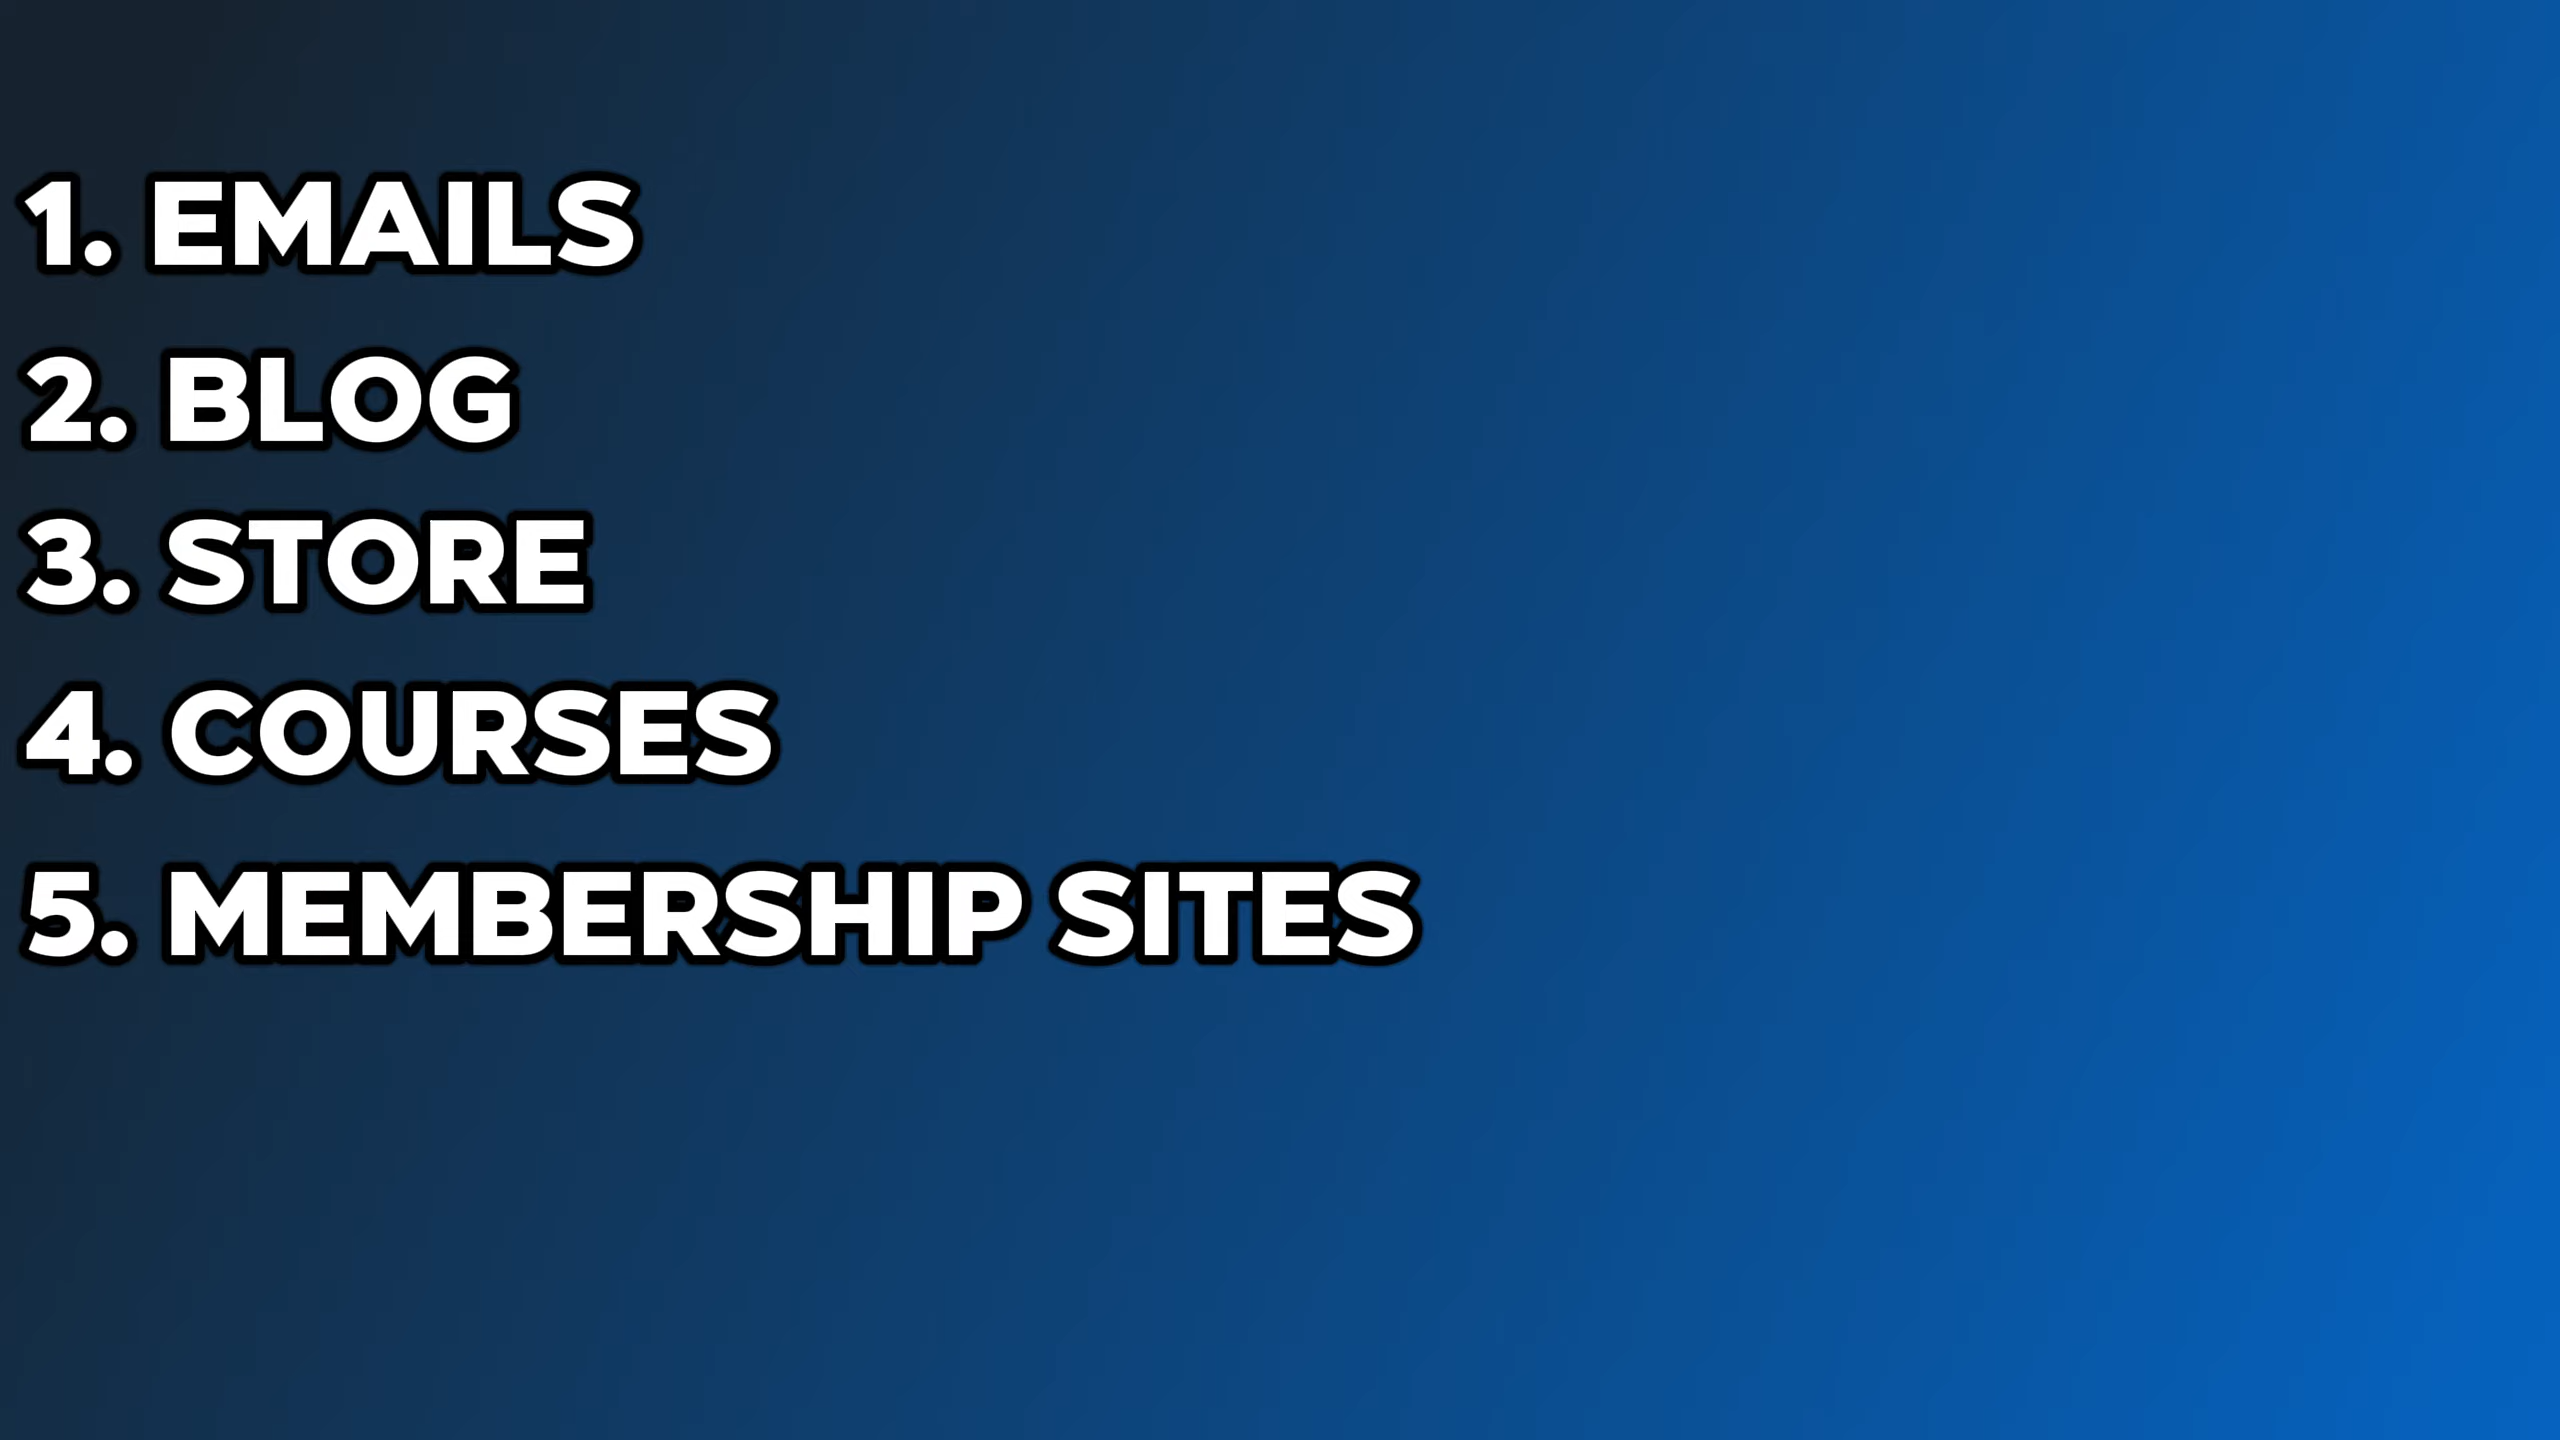 1. EMAILS
2. BLOG
3. STORE
4. COURSES
5. MEMBERSHIP SITES